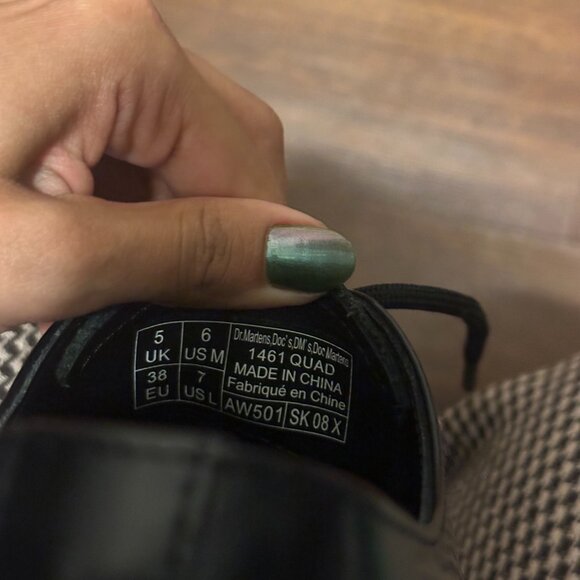 5 UK
6 US M
38 EU
7 US L
Dr.Martens,Doc's,DM's,Doc Martens
1461 QUAD
MADE IN CHINA
Fabriqué en Chine
AW501 SK 08 X